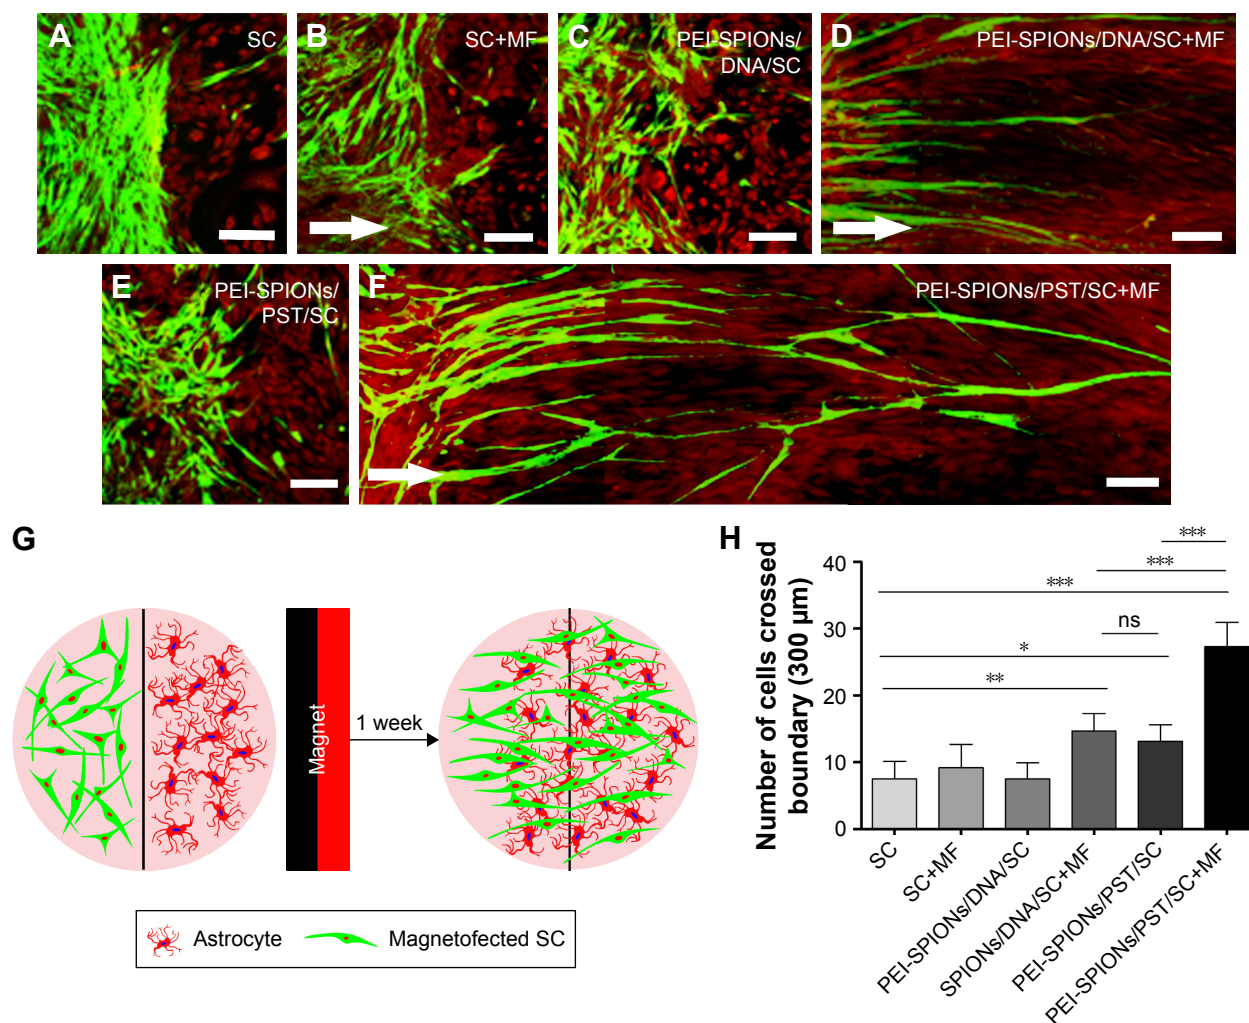 A
SC
B
SC+MF
C
PEI-SPIONs/
DNA/SC
D
PEI-SPIONs/DNA/SC+MF
E
PEI-SPIONs/
PST/SC
F
PEI-SPIONs/PST/SC+MF
G
Magnet
1 week
Astrocyte
Magnetofected SC
H
Number of cells crossed
boundary (300 µm)
40
30
20
10
0
***
***
***
ns
*
**
SC
SC+MF
PEI-SPIONs/DNA/SC
SPIONs/DNA/SC+MF
PEI-SPIONs/PST/SC
PEI-SPIONs/PST/SC+MF